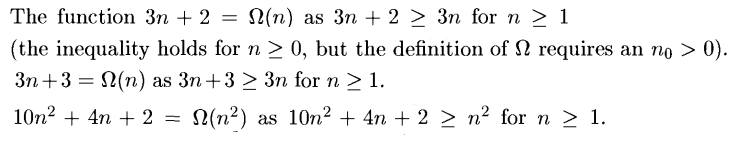 The function 3n + 2 = Ω(n) as 3n + 2 ≥ 3n for n ≥ 1
(the inequality holds for n ≥ 0, but the definition of Ω requires an n₀ > 0).
3n + 3 = Ω(n) as 3n + 3 ≥ 3n for n ≥ 1.
10n² + 4n + 2 = Ω(n²) as 10n² + 4n + 2 ≥ n² for n ≥ 1.